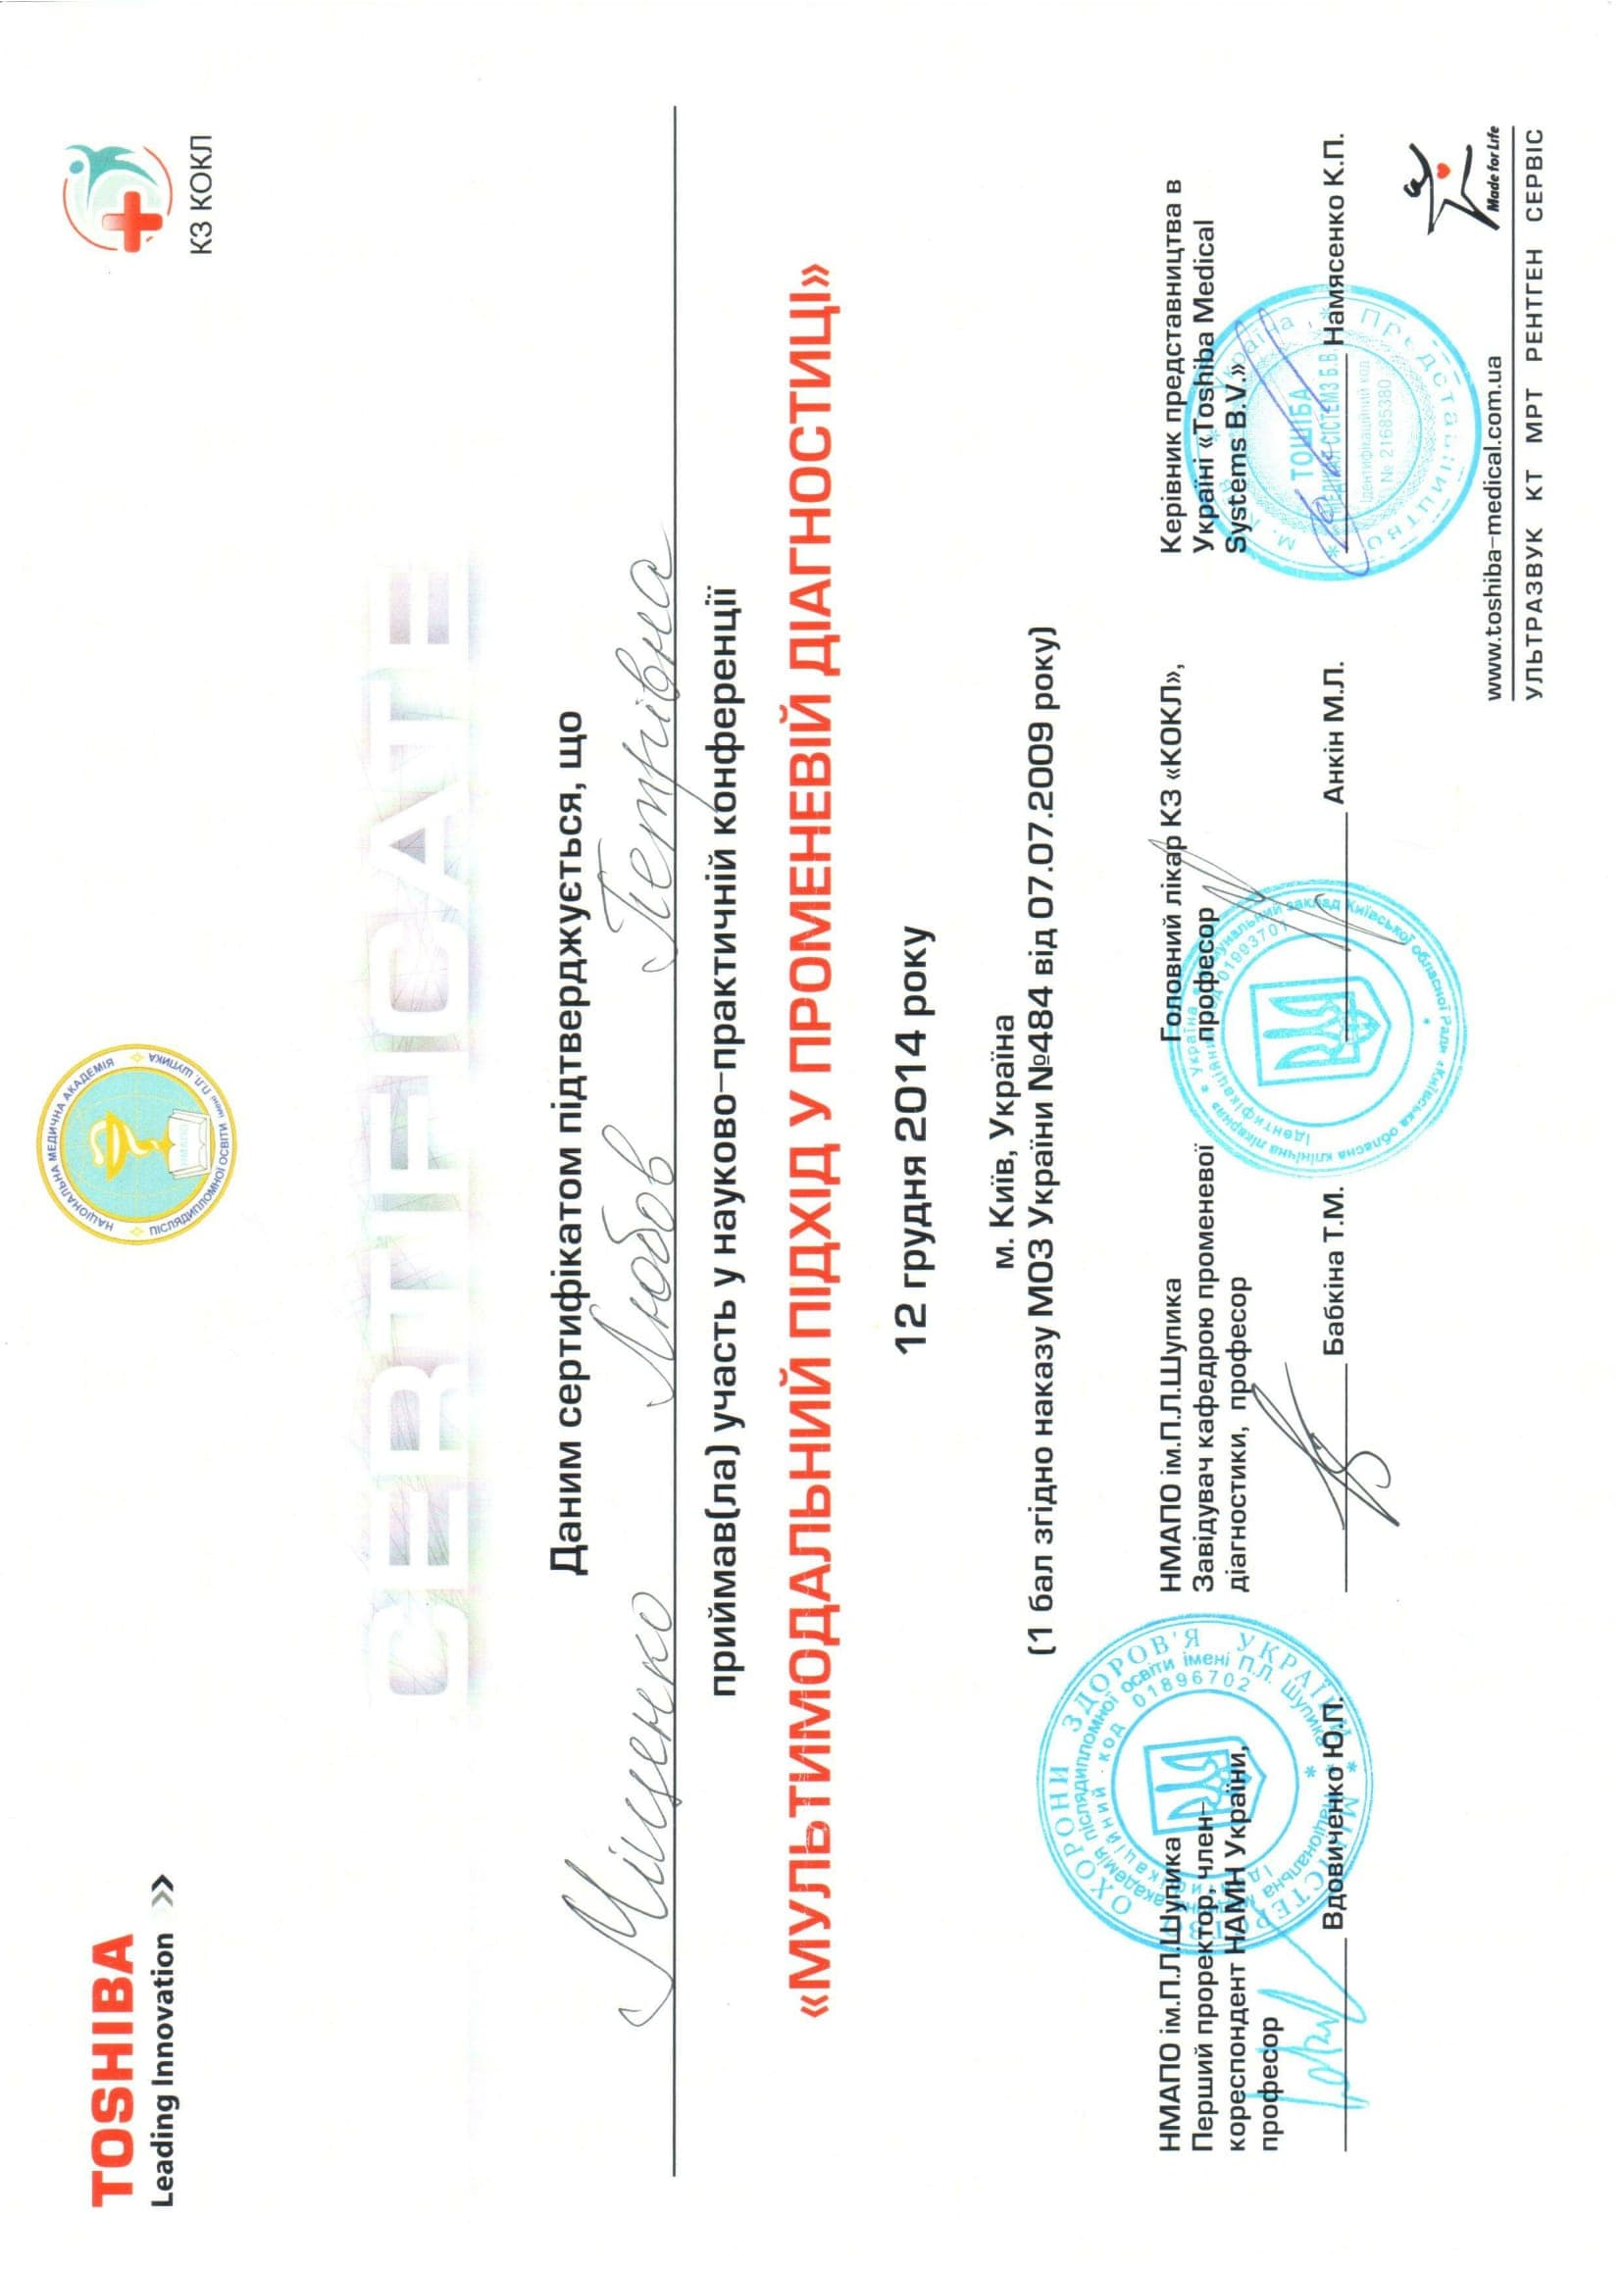 TOSHIBA
Leading Innovation >>
НАЦІОНАЛЬНА МЕДИЧНА АКАДЕМІЯ
ПІСЛЯДИПЛОМНОЇ ОСВІТИ імені П.Л. ШУПИКА
КЗ КОКЛ
CERTIFICATE
Даним сертифікатом підтверджується, що
Міщенко Любов Петрівна
приймав(ла) участь у науково-практичній конференції
«МУЛЬТИМОДАЛЬНИЙ ПІДХІД У ПРОМЕНЕВІЙ ДІАГНОСТИЦІ»
12 грудня 2014 року
м. Київ, Україна
(1 бал згідно наказу МОЗ України №484 від 07.07.2009 року)
НМАПО ім.П.Л.Шупика
Перший проректор, член-
кореспондент НАМН України,
професор
Вдовиченко Ю.П.
МІНІСТЕРСТВО ОХОРОНИ ЗДОРОВ'Я УКРАЇНИ
Національна медична академія післядипломної освіти імені П.Л. Шупика
Ідентифікаційний код 01896702
НМАПО ім.П.Л.Шупика
Завідувач кафедрою променевої
діагностики, професор
Бабкіна Т.М.
Головний лікар КЗ «КОКЛ»,
професор
Анкін М.Л.
Україна * Комунальний заклад Київської обласної Ради «Київська обласна клінічна лікарня»
Ідентифікаційний код 01993701
Керівник представництва в
Україні «Toshiba Medical
Systems B.V.»
Намясенко К.П.
м. Київ * Україна * Представництво
ТОШІБА
МЕДІКАЛ СІСТЕМЗ Б.В.
Ідентифікаційний код
№ 21685380
Made for Life
www.toshiba-medical.com.ua
УЛЬТРАЗВУК КТ МРТ РЕНТГЕН СЕРВІС